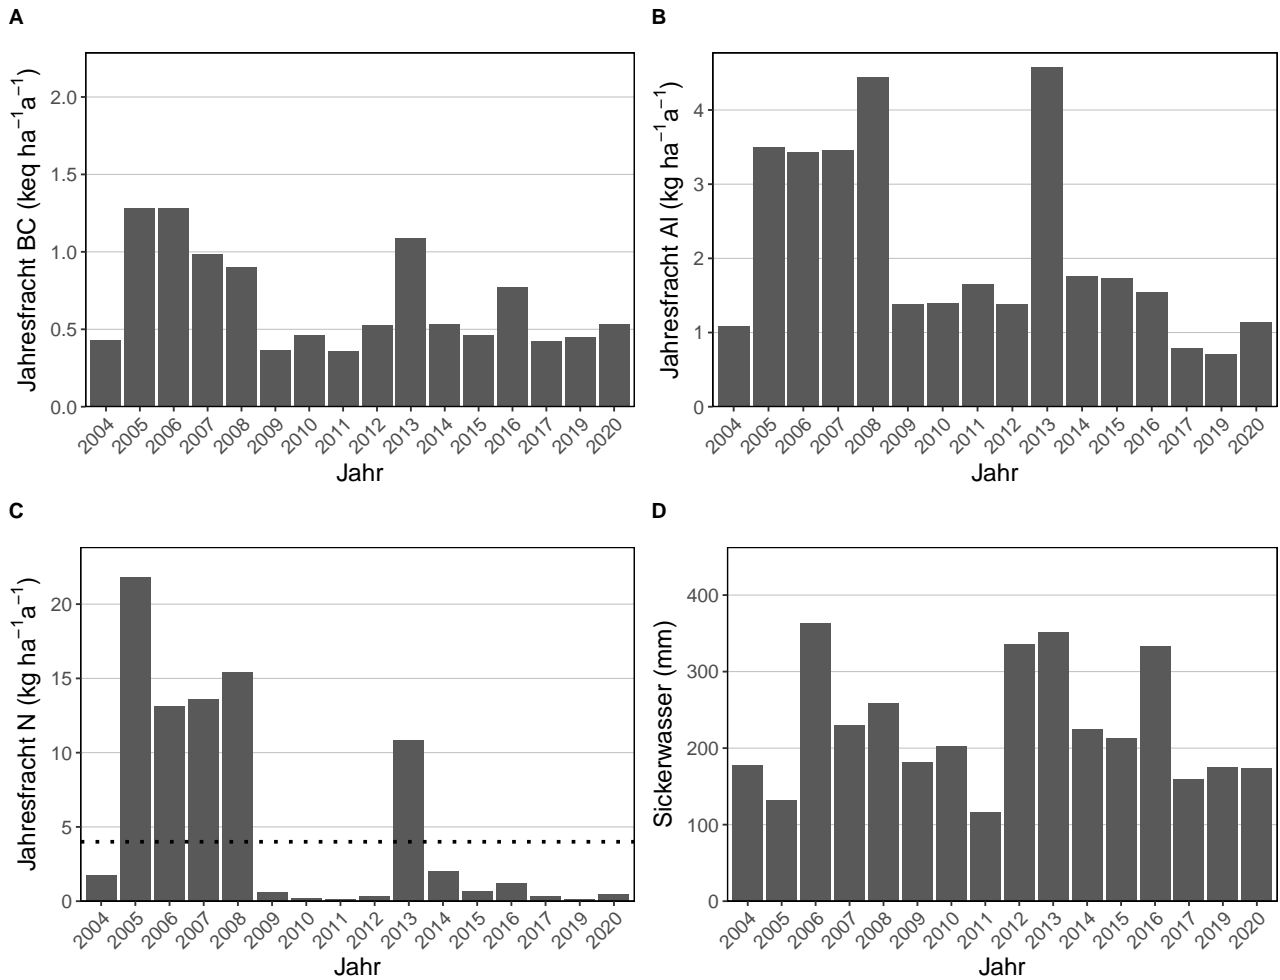 A
Jahresfracht BC (keq ha⁻¹a⁻¹)
2.0
1.5
1.0
0.5
0.0
2004 2005 2006 2007 2008 2009 2010 2011 2012 2013 2014 2015 2016 2017 2019 2020
Jahr
B
Jahresfracht Al (kg ha⁻¹a⁻¹)
4
3
2
1
0
2004 2005 2006 2007 2008 2009 2010 2011 2012 2013 2014 2015 2016 2017 2019 2020
Jahr
C
Jahresfracht N (kg ha⁻¹a⁻¹)
20
15
10
5
0
2004 2005 2006 2007 2008 2009 2010 2011 2012 2013 2014 2015 2016 2017 2019 2020
Jahr
D
Sickerwasser (mm)
400
300
200
100
0
2004 2005 2006 2007 2008 2009 2010 2011 2012 2013 2014 2015 2016 2017 2019 2020
Jahr